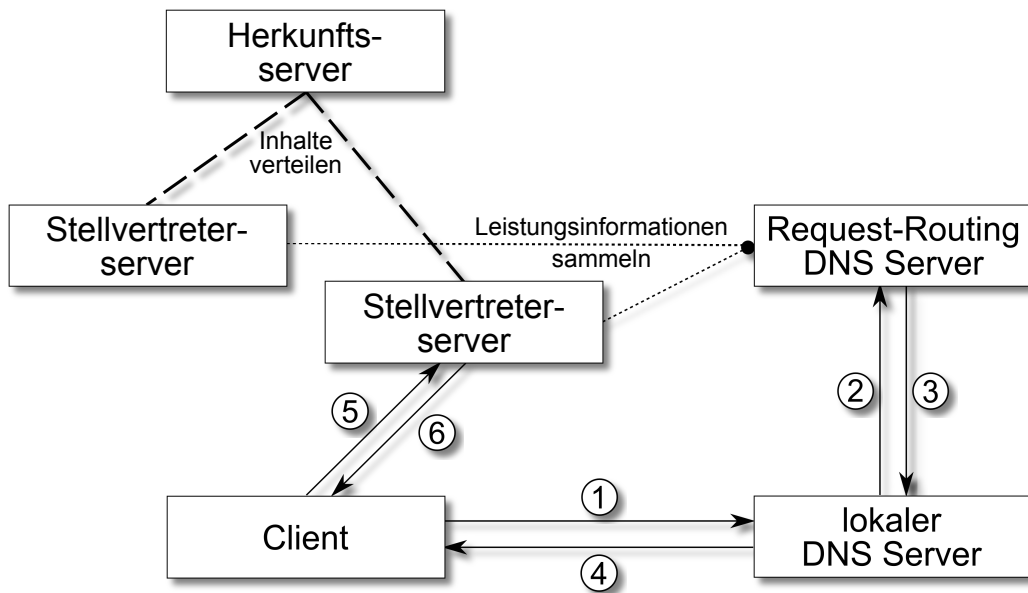 Herkunfts-
server
Inhalte
verteilen
Stellvertreter-
server
Leistungsinformationen
sammeln
Request-Routing
DNS Server
Stellvertreter-
server
5
6
2
3
Client
1
4
lokaler
DNS Server